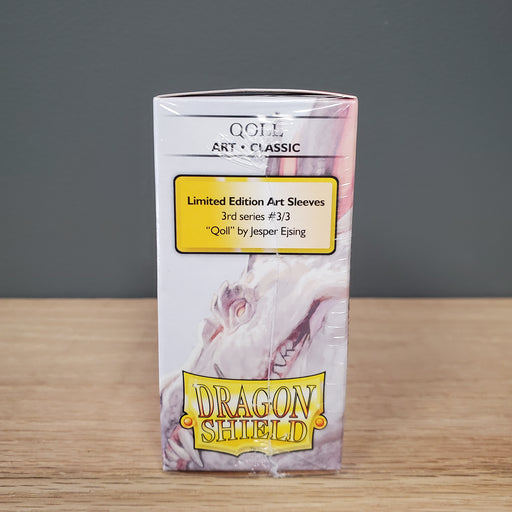 QOLL
ART • CLASSIC
Limited Edition Art Sleeves
3rd series #3/3
"Qoll" by Jesper Ejsing
DRAGON
SHIELD